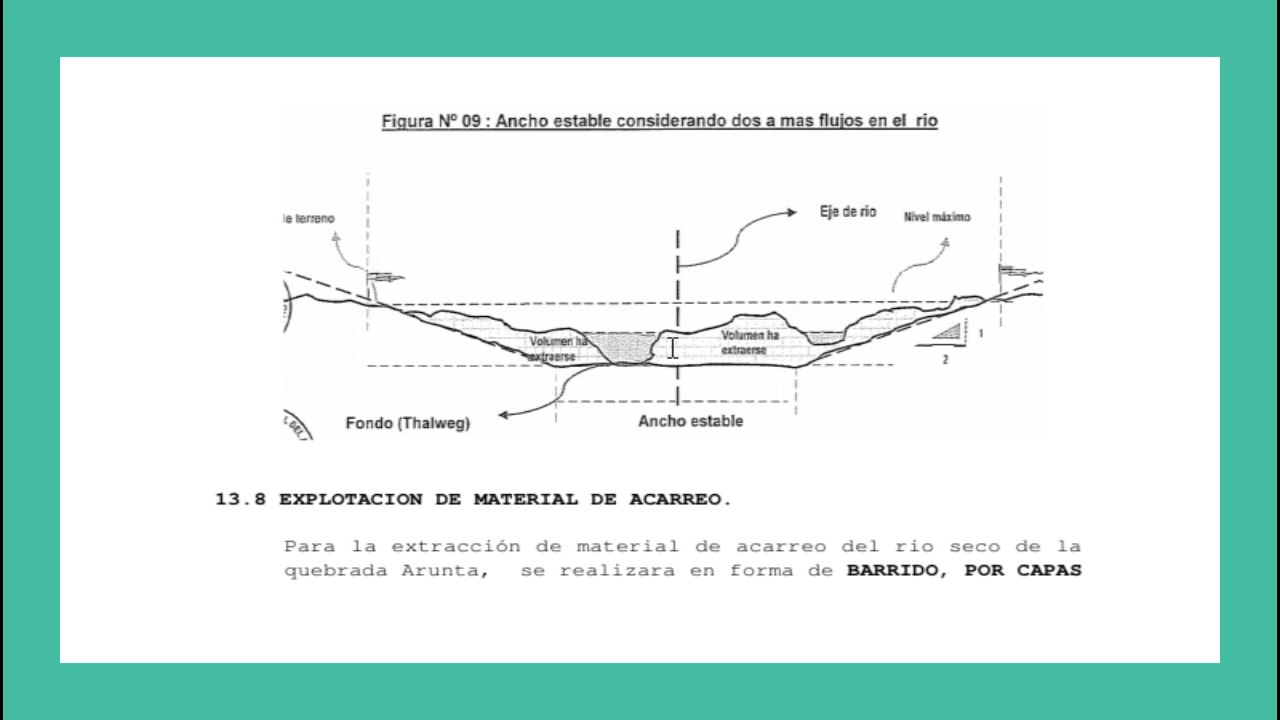 Figura Nº 09 : Ancho estable considerando dos a mas flujos en el rio
le terreno
Eje de rio
Nivel máximo
Volumen ha
extraerse
Volumen ha
extraerse
1
2
Fondo (Thalweg)
Ancho estable
13.8 EXPLOTACION DE MATERIAL DE ACARREO.
Para la extracción de material de acarreo del rio seco de la
quebrada Arunta, se realizara en forma de BARRIDO, POR CAPAS